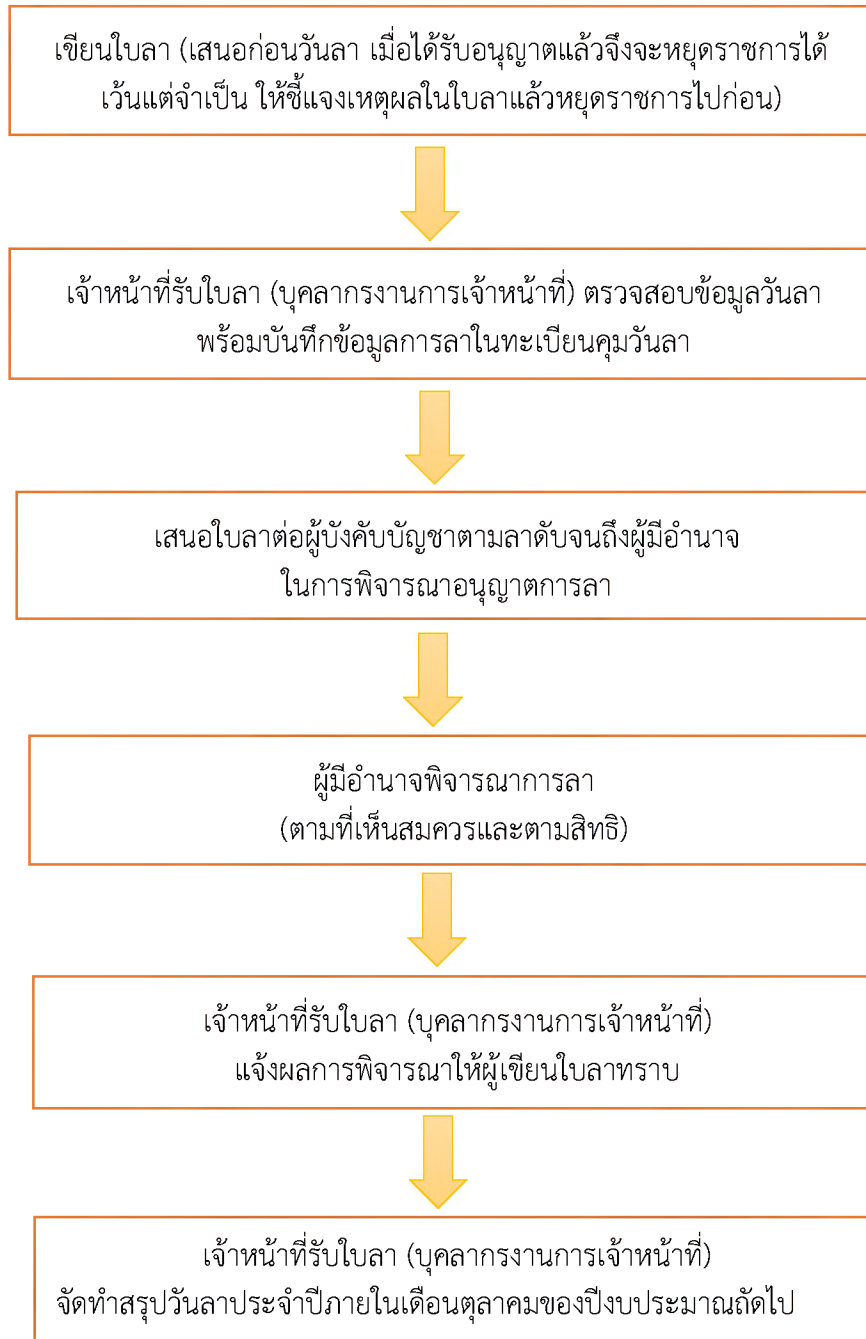 เขียนใบลา (เสนอก่อนวันลา เมื่อได้รับอนุญาตแล้วจึงจะหยุดราชการได้
เว้นแต่จำเป็น ให้ชี้แจงเหตุผลในใบลาแล้วหยุดราชการไปก่อน)
เจ้าหน้าที่รับใบลา (บุคลากรงานการเจ้าหน้าที่) ตรวจสอบข้อมูลวันลา
พร้อมบันทึกข้อมูลการลาในทะเบียนคุมวันลา
เสนอใบลาต่อผู้บังคับบัญชาตามลาดับจนถึงผู้มีอำนาจ
ในการพิจารณาอนุญาตการลา
ผู้มีอำนาจพิจารณาการลา
(ตามที่เห็นสมควรและตามสิทธิ)
เจ้าหน้าที่รับใบลา (บุคลากรงานการเจ้าหน้าที่)
แจ้งผลการพิจารณาให้ผู้เขียนใบลาทราบ
เจ้าหน้าที่รับใบลา (บุคลากรงานการเจ้าหน้าที่)
จัดทำสรุปวันลาประจำปีภายในเดือนตุลาคมของปีงบประมาณถัดไป